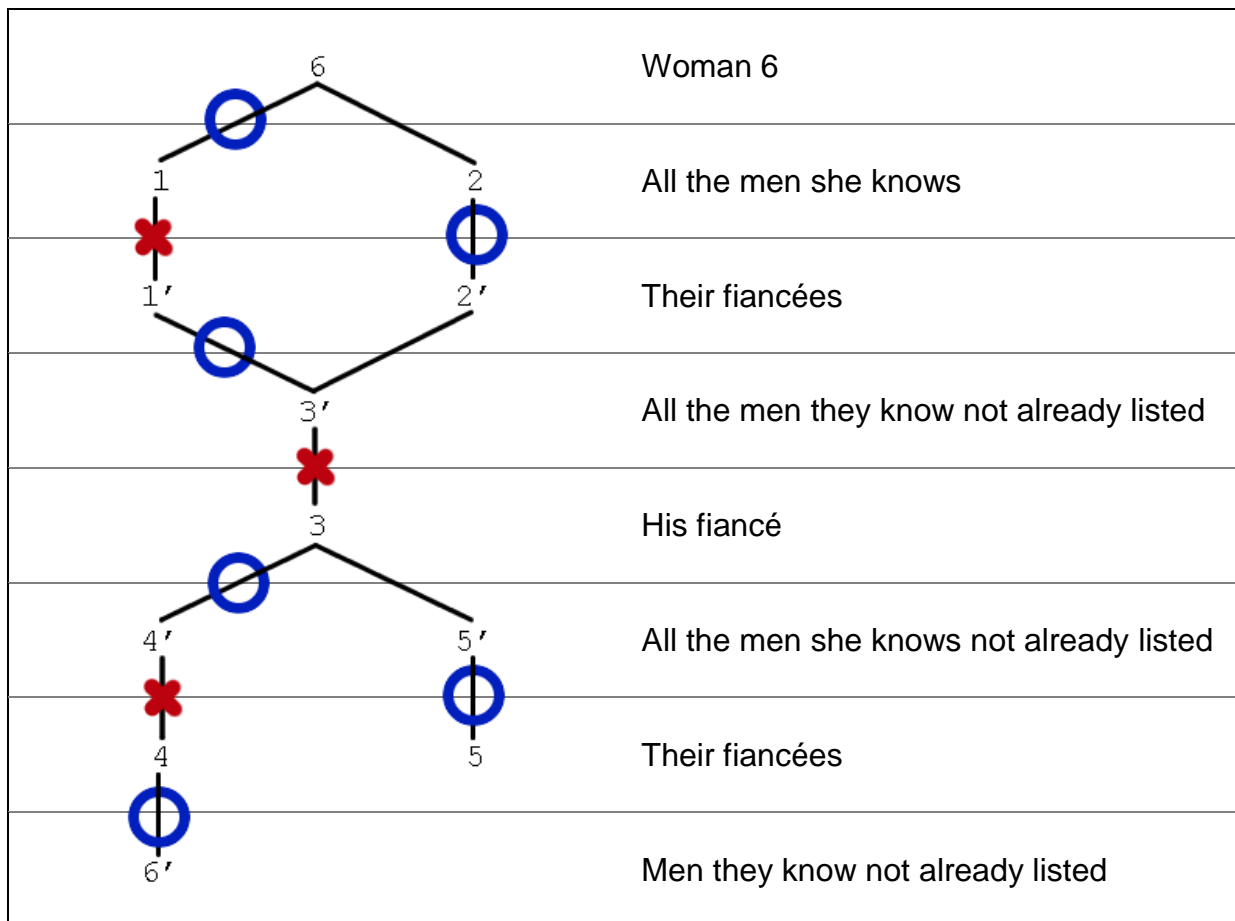 6 Woman 6
1 2 All the men she knows
1′ 2′ Their fiancées
3′ All the men they know not already listed
3 His fiancé
4′ 5′ All the men she knows not already listed
4 5 Their fiancées
6′ Men they know not already listed